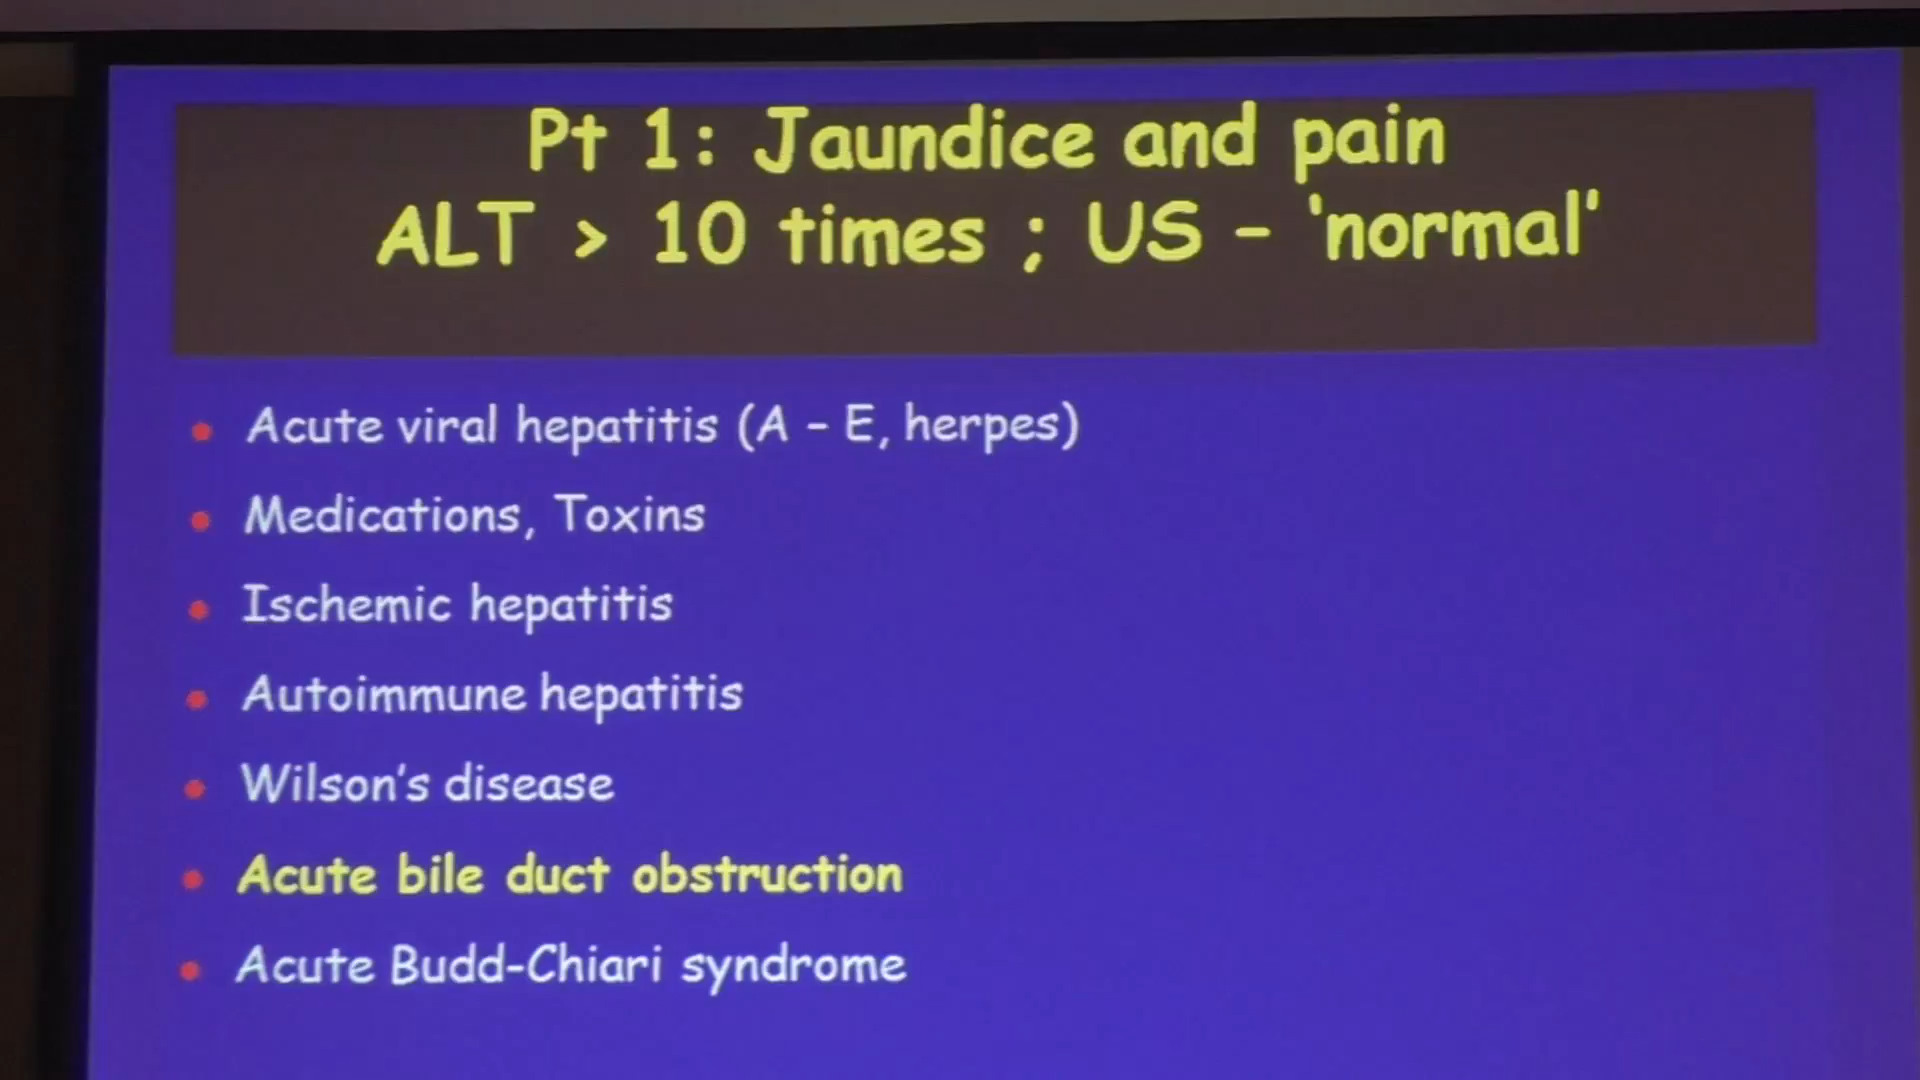 Pt 1: Jaundice and pain
ALT > 10 times ; US – ‘normal’
• Acute viral hepatitis (A – E, herpes)
• Medications, Toxins
• Ischemic hepatitis
• Autoimmune hepatitis
• Wilson’s disease
• Acute bile duct obstruction
• Acute Budd-Chiari syndrome